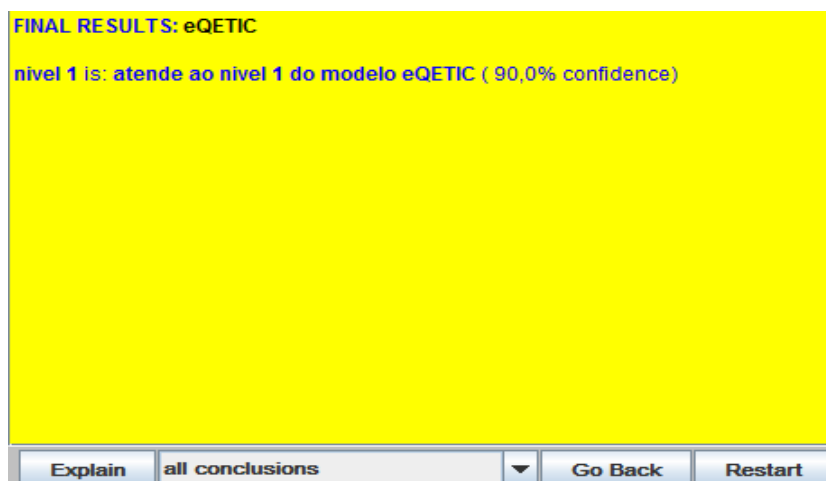 FINAL RESULTS: eQETIC
nivel 1 is: atende ao nivel 1 do modelo eQETIC ( 90,0% confidence)
Explain all conclusions Go Back Restart